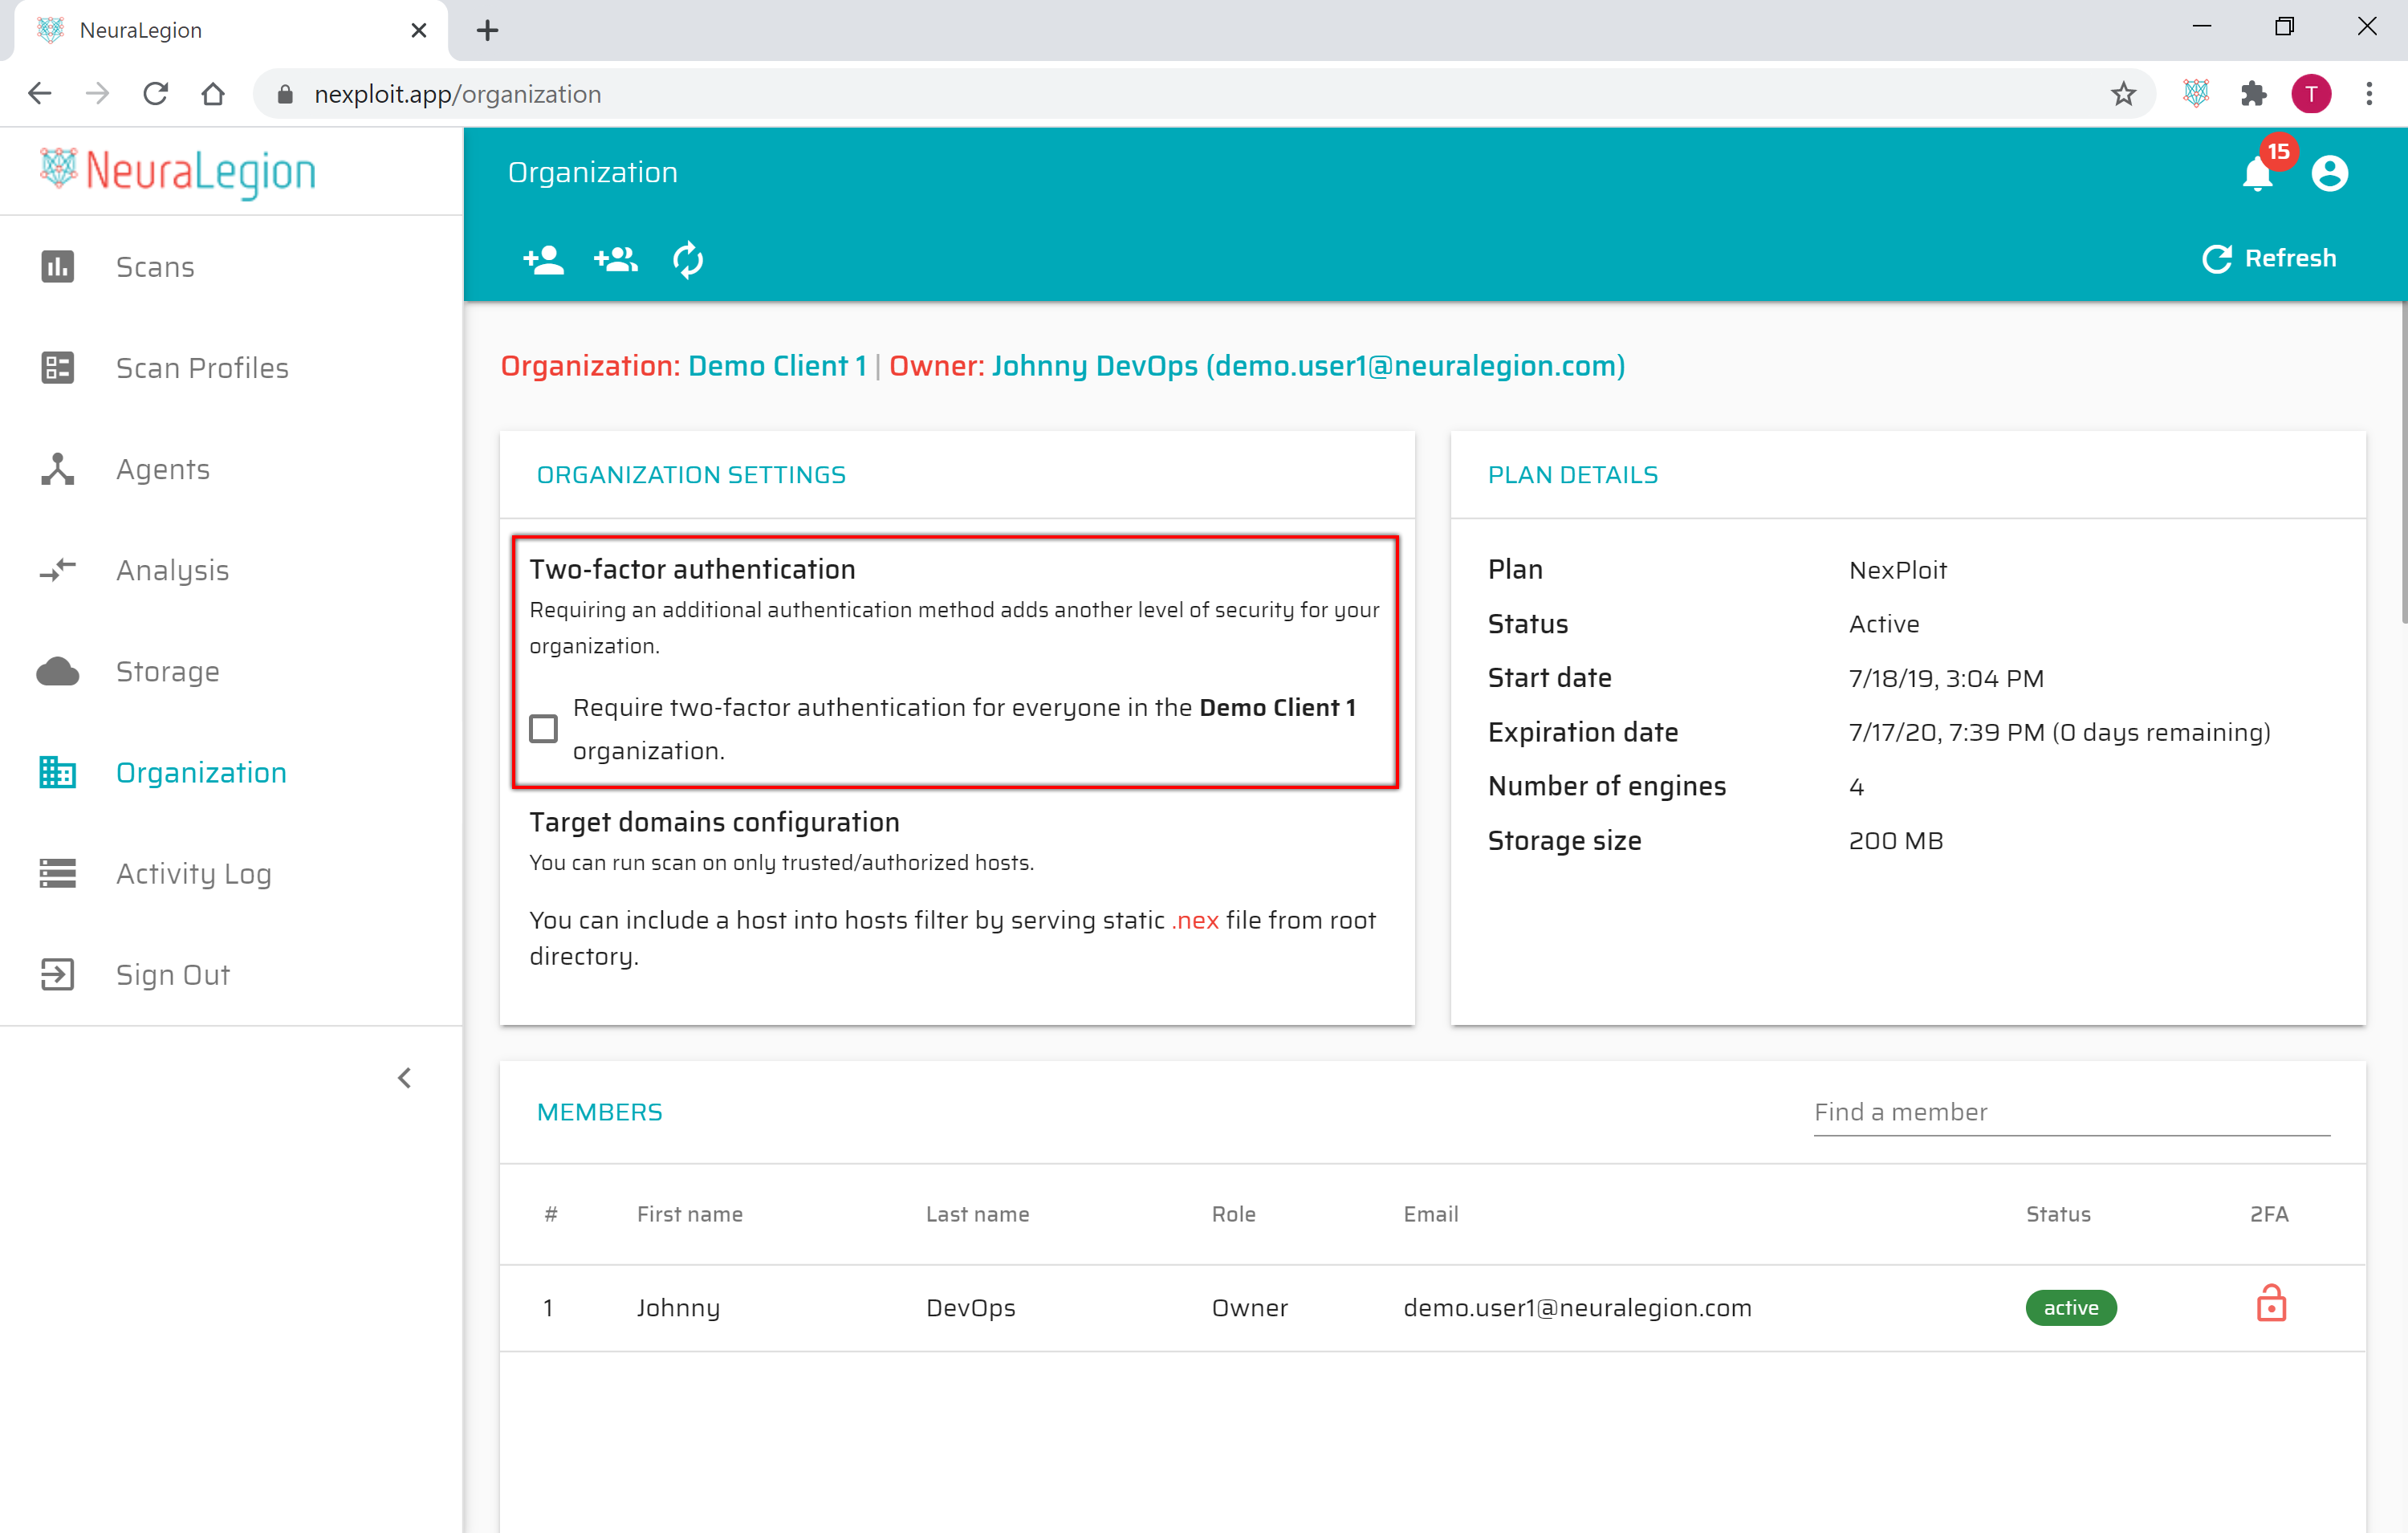 NeuraLegion
nexploit.app/organization
T
NeuraLegion
Organization
15
Refresh
Scans
Scan Profiles
Agents
Analysis
Storage
Organization
Activity Log
Sign Out
Organization: Demo Client 1 | Owner: Johnny DevOps (demo.user1@neuralegion.com)
ORGANIZATION SETTINGS
Two-factor authentication
Requiring an additional authentication method adds another level of security for your
organization.
Require two-factor authentication for everyone in the Demo Client 1
organization.
Target domains configuration
You can run scan on only trusted/authorized hosts.
You can include a host into hosts filter by serving static .nex file from root
directory.
PLAN DETAILS
Plan NexPloit
Status Active
Start date 7/18/19, 3:04 PM
Expiration date 7/17/20, 7:39 PM (0 days remaining)
Number of engines 4
Storage size 200 MB
MEMBERS
Find a member
# First name Last name Role Email Status 2FA
1 Johnny DevOps Owner demo.user1@neuralegion.com active